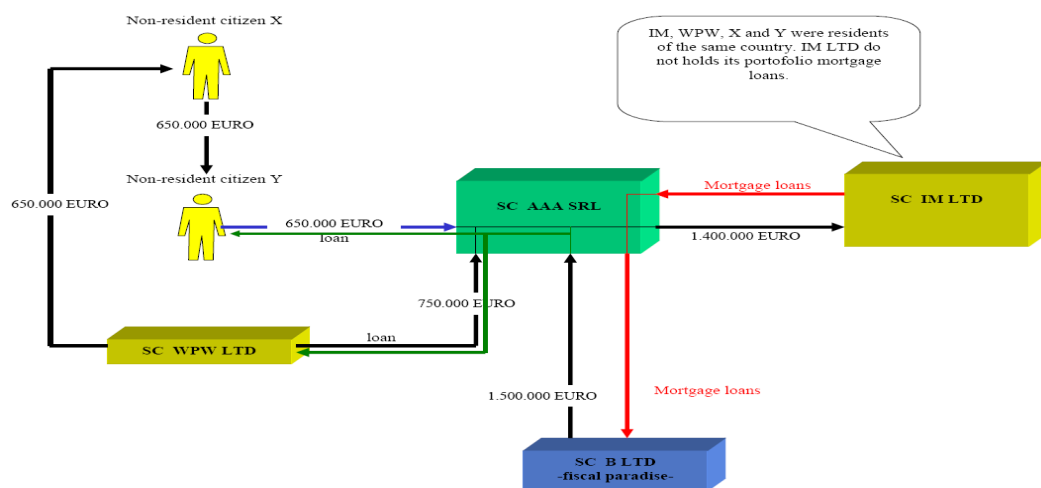 Non-resident citizen X
IM, WPW, X and Y were residents
of the same country. IM LTD do
not holds its portofolio mortgage
loans.
650.000 EURO
Non-resident citizen Y
650.000 EURO
Mortgage loans
SC AAA SRL
SC IM LTD
650.000 EURO
loan
1.400.000 EURO
750.000 EURO
loan
SC WPW LTD
1.500.000 EURO
Mortgage loans
SC B LTD
-fiscal paradise-